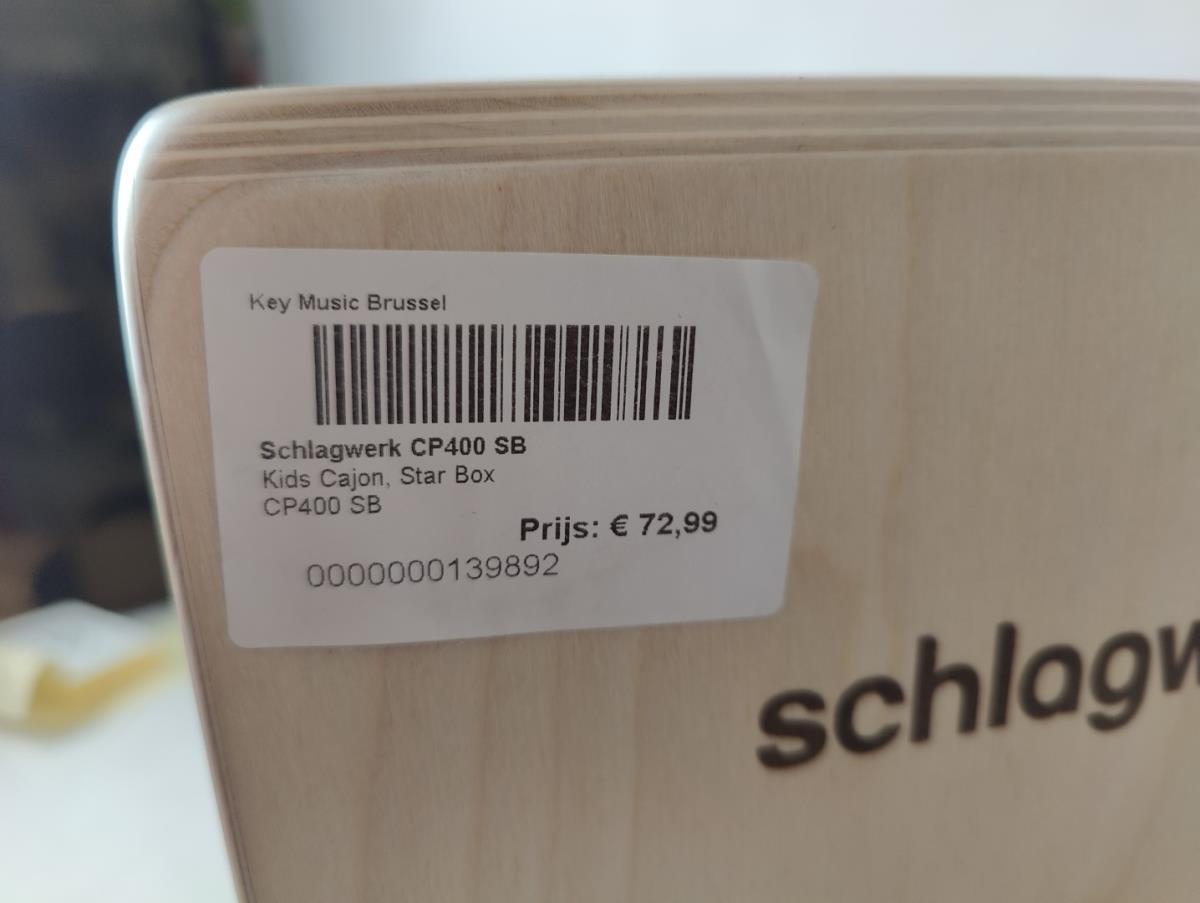 Key Music Brussel
Schlagwerk CP400 SB
Kids Cajon, Star Box
CP400 SB
Prijs: € 72,99
0000000139892
schlagw